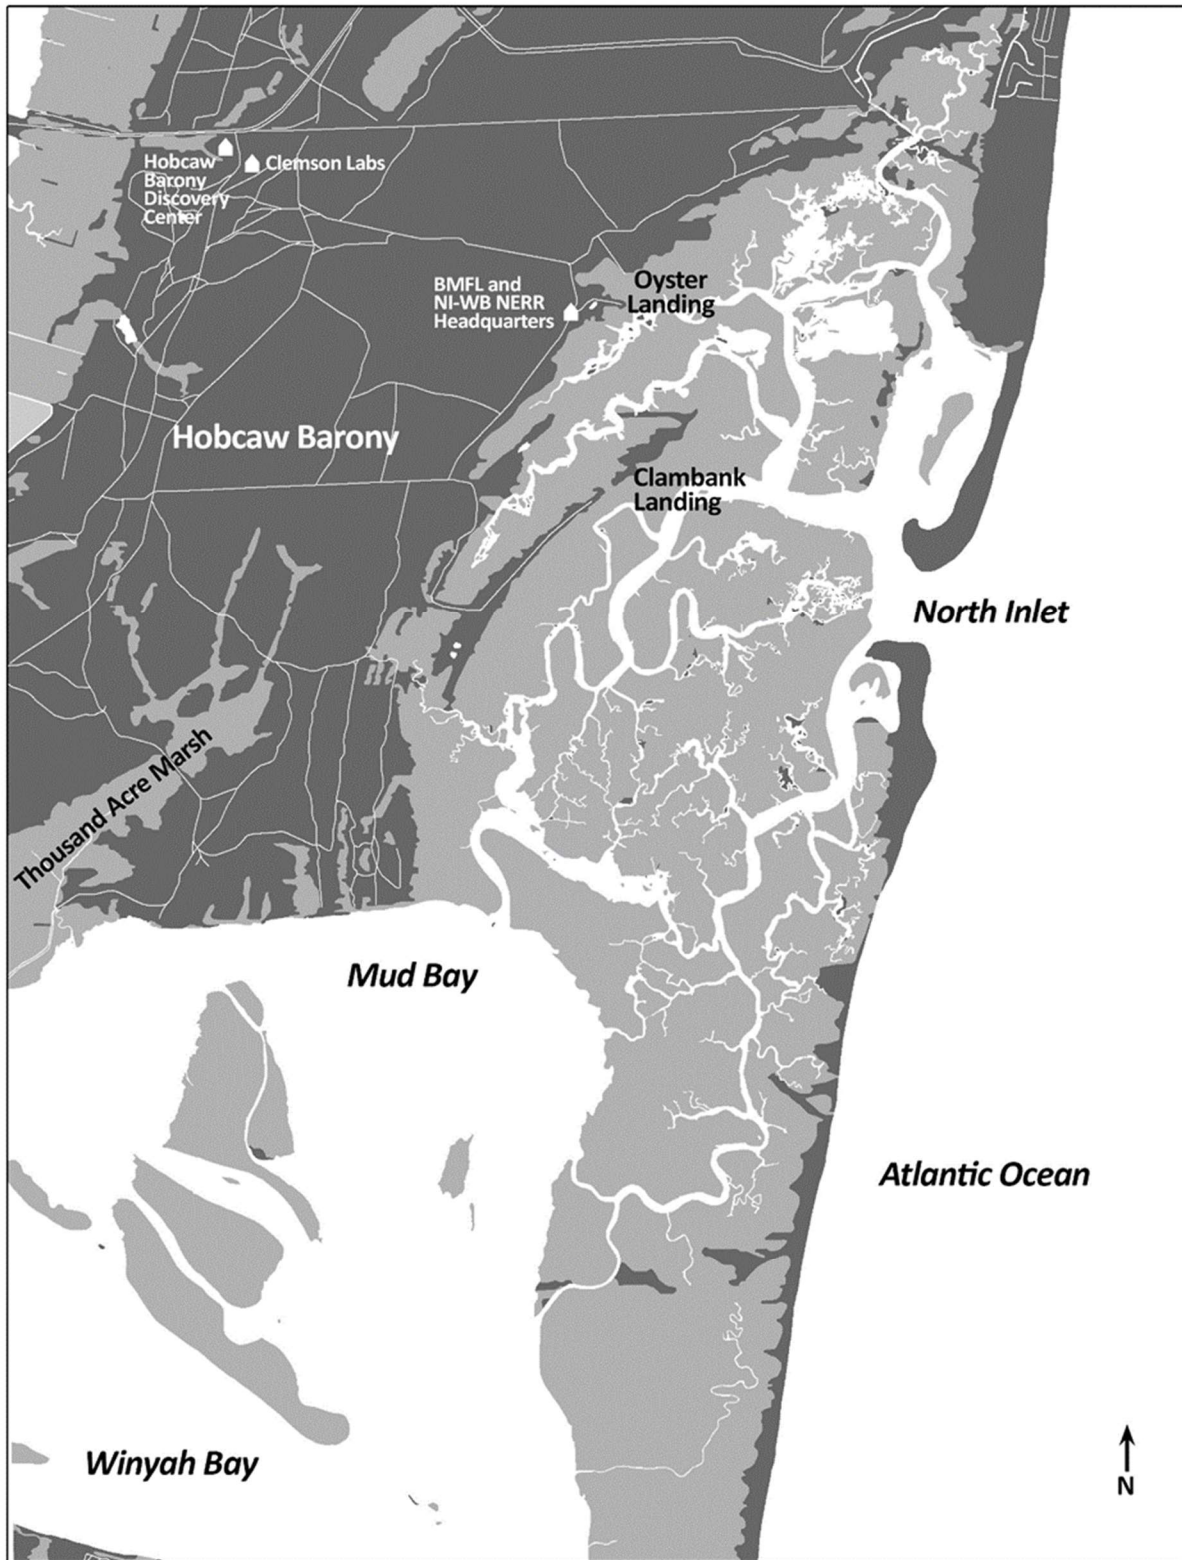 Hobcaw
Barony
Discovery
Center
Clemson Labs
BMFL and
NI-WB NERR
Headquarters
Oyster
Landing
Hobcaw Barony
Clambank
Landing
North Inlet
Thousand Acre Marsh
Mud Bay
Atlantic Ocean
Winyah Bay
N